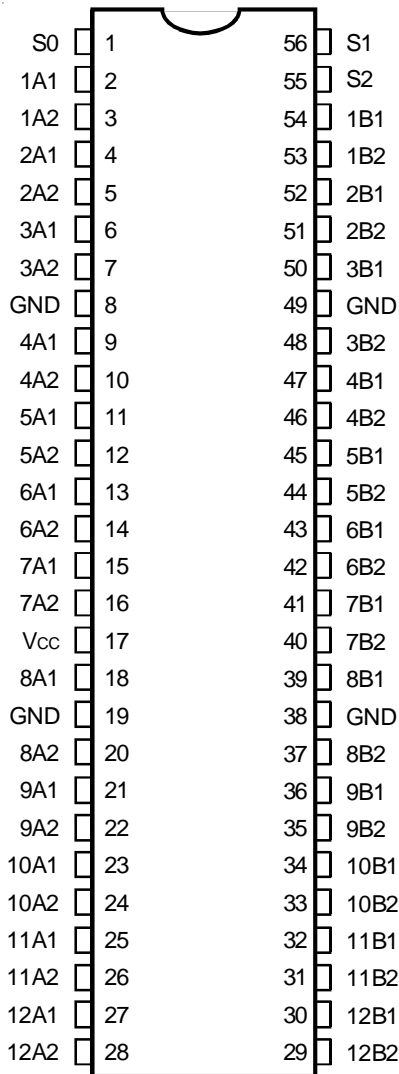 S0 1 56 S1
1A1 2 55 S2
1A2 3 54 1B1
2A1 4 53 1B2
2A2 5 52 2B1
3A1 6 51 2B2
3A2 7 50 3B1
GND 8 49 GND
4A1 9 48 3B2
4A2 10 47 4B1
5A1 11 46 4B2
5A2 12 45 5B1
6A1 13 44 5B2
6A2 14 43 6B1
7A1 15 42 6B2
7A2 16 41 7B1
VCC 17 40 7B2
8A1 18 39 8B1
GND 19 38 GND
8A2 20 37 8B2
9A1 21 36 9B1
9A2 22 35 9B2
10A1 23 34 10B1
10A2 24 33 10B2
11A1 25 32 11B1
11A2 26 31 11B2
12A1 27 30 12B1
12A2 28 29 12B2